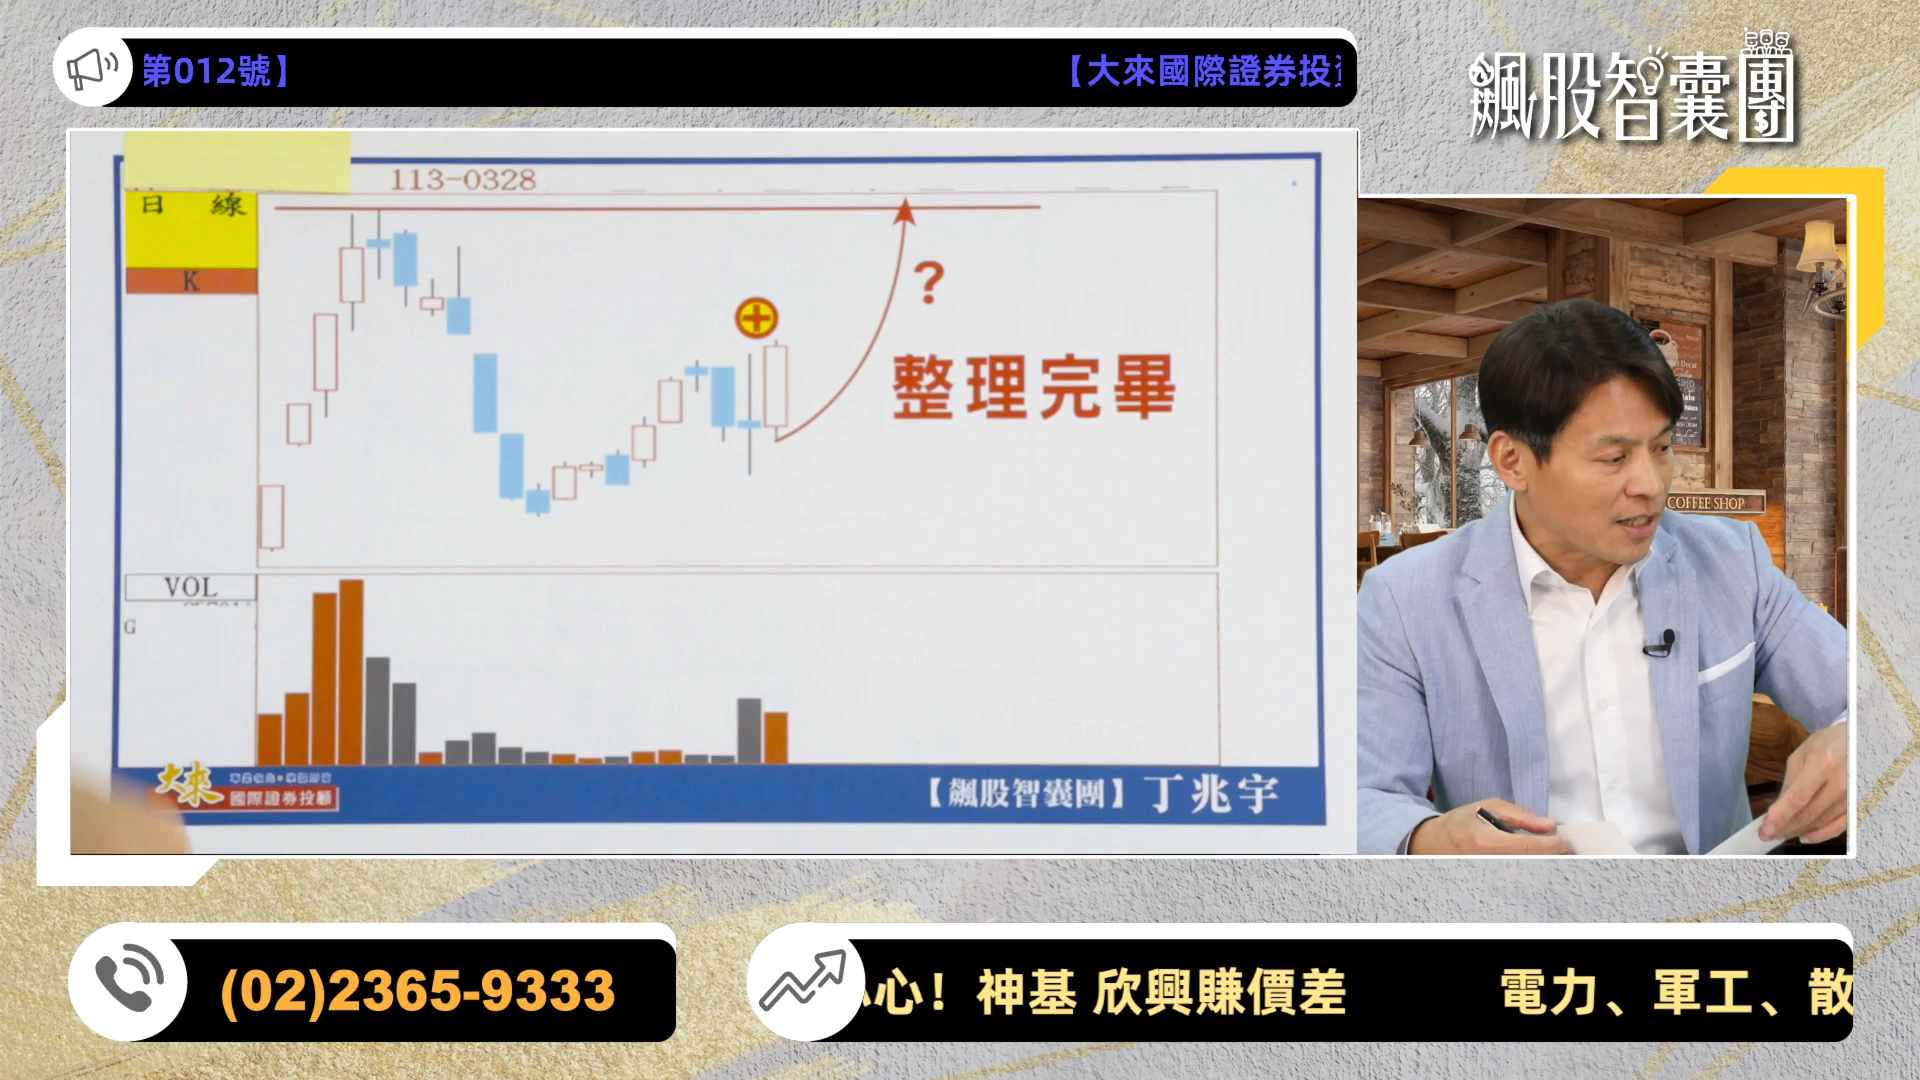 第012號】
【大來國際證券投
飆股智囊團
113-0328
日 線
K
?
整理完畢
VOL
G
大來
國際證券投顧
【飆股智囊團】丁兆宇
COFFEE SHOP
(02)2365-9333
心！神基 欣興賺價差
電力、軍工、散